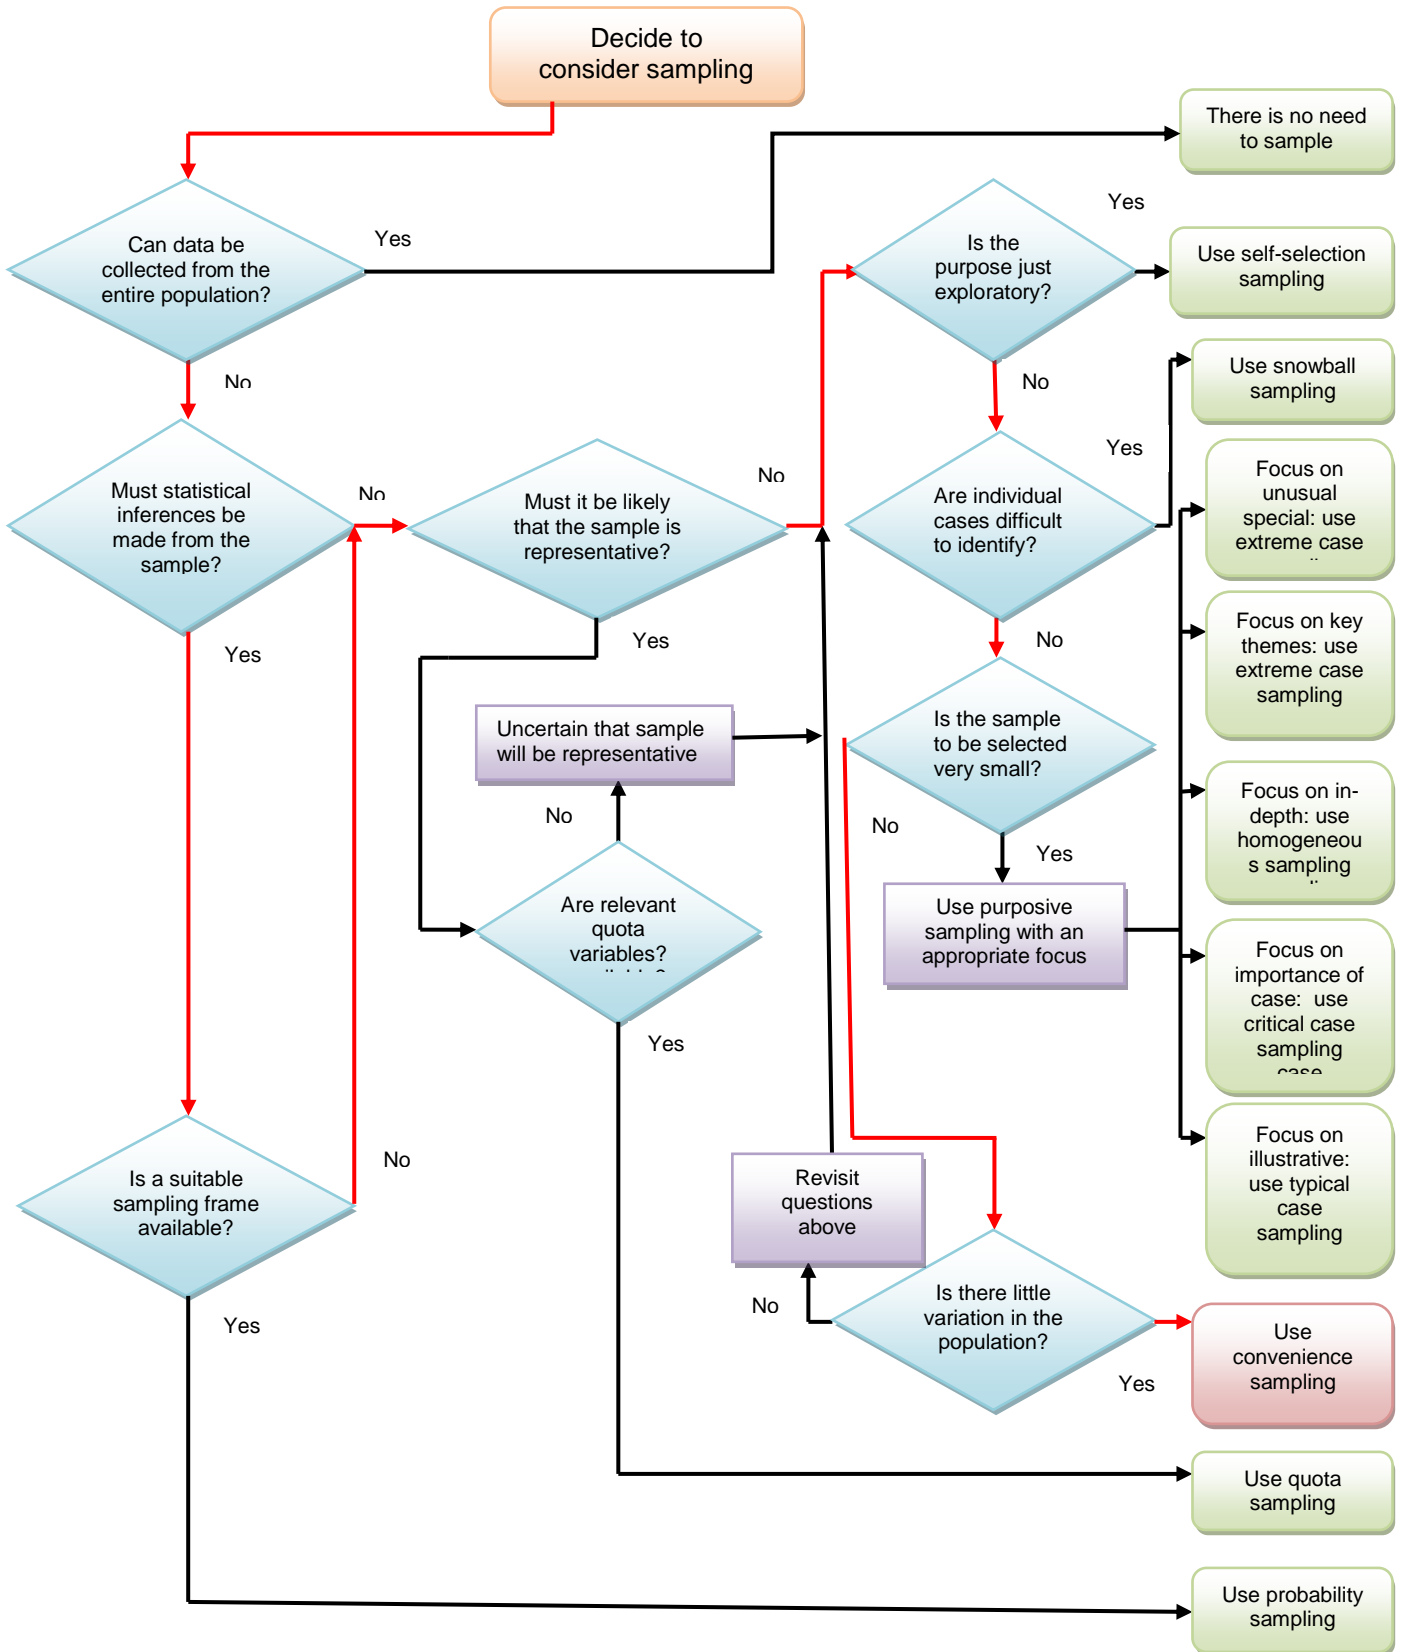 Decide to
consider sampling
There is no need
to sample
Yes
Can data be
collected from the
entire population?
Yes
Is the
purpose just
exploratory?
Use self-selection
sampling
No
No
Use snowball
sampling
Must statistical
inferences be
made from the
sample?
No
Must it be likely
that the sample is
representative?
No
Are individual
cases difficult
to identify?
Yes
Focus on
unusual
special: use
extreme case
Yes
Yes
No
Focus on key
themes: use
extreme case
sampling
Uncertain that sample
will be representative
Is the sample
to be selected
very small?
No
No
Yes
Focus on in-
depth: use
homogeneou
s sampling
Are relevant
quota
variables?
Use purposive
sampling with an
appropriate focus
Focus on
importance of
case:  use
critical case
sampling
case
Yes
Is a suitable
sampling frame
available?
No
Revisit
questions
above
Focus on
illustrative:
use typical
case
sampling
Yes
No
Is there little
variation in the
population?
Yes
Use
convenience
sampling
Use quota
sampling
Use probability
sampling